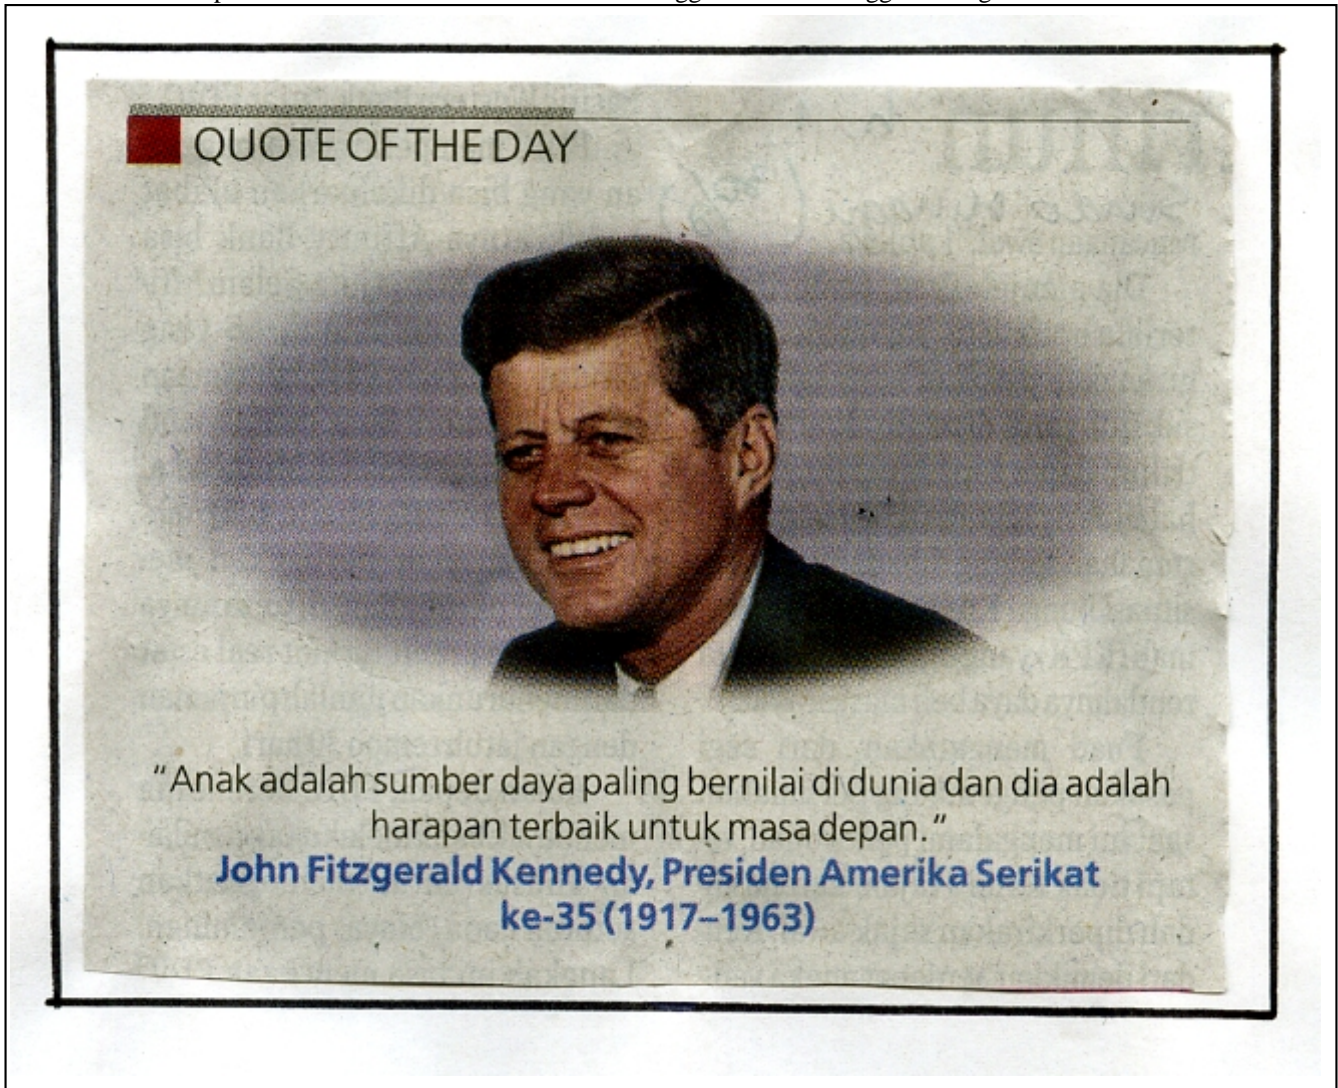 QUOTE OF THE DAY
“Anak adalah sumber daya paling bernilai di dunia dan dia adalah
harapan terbaik untuk masa depan.“
John Fitzgerald Kennedy, Presiden Amerika Serikat
ke-35 (1917–1963)